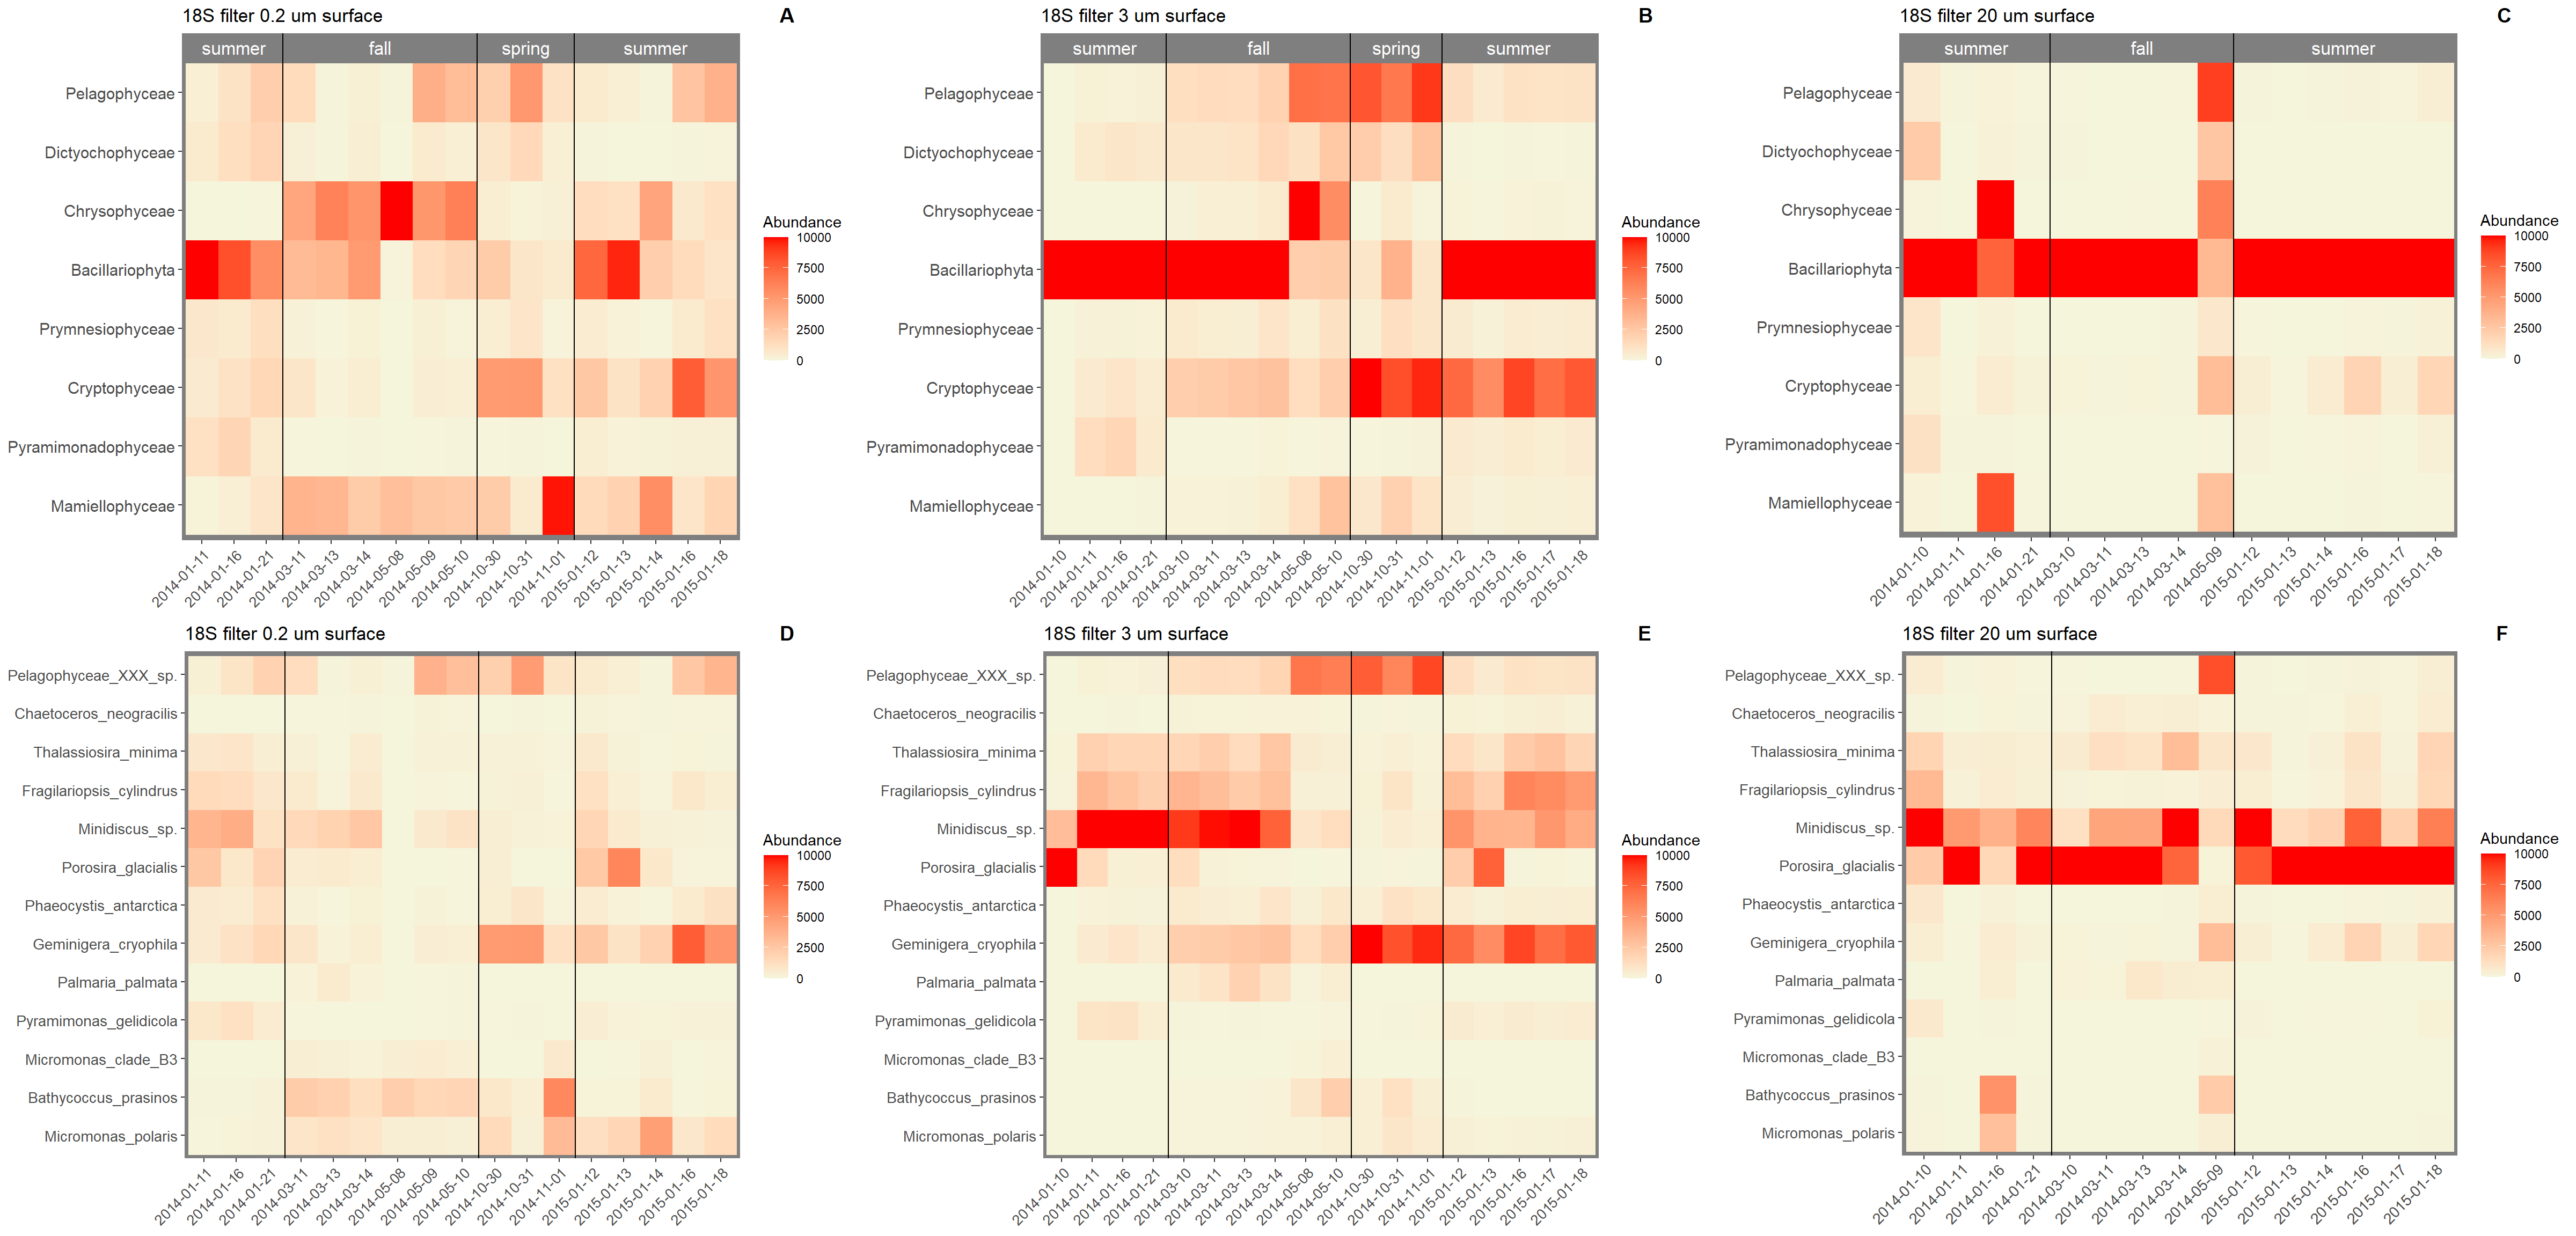 18S filter 0.2 um surface
A
summer fall spring summer
Pelagophyceae
Dictyochophyceae
Chrysophyceae
Bacillariophyta
Prymnesiophyceae
Cryptophyceae
Pyramimonadophyceae
Mamiellophyceae
2014-01-11 2014-01-16 2014-01-21 2014-03-11 2014-03-13 2014-03-14 2014-05-08 2014-05-09 2014-05-10 2014-10-30 2014-10-31 2014-11-01 2015-01-12 2015-01-13 2015-01-14 2015-01-16 2015-01-18
Abundance
10000
7500
5000
2500
0
18S filter 3 um surface
B
summer fall spring summer
Pelagophyceae
Dictyochophyceae
Chrysophyceae
Bacillariophyta
Prymnesiophyceae
Cryptophyceae
Pyramimonadophyceae
Mamiellophyceae
2014-01-10 2014-01-11 2014-01-16 2014-01-21 2014-03-10 2014-03-11 2014-03-13 2014-03-14 2014-05-08 2014-05-10 2014-10-30 2014-10-31 2014-11-01 2015-01-12 2015-01-13 2015-01-16 2015-01-17 2015-01-18
Abundance
10000
7500
5000
2500
0
18S filter 20 um surface
C
summer fall summer
Pelagophyceae
Dictyochophyceae
Chrysophyceae
Bacillariophyta
Prymnesiophyceae
Cryptophyceae
Pyramimonadophyceae
Mamiellophyceae
2014-01-10 2014-01-11 2014-01-16 2014-01-21 2014-03-10 2014-03-11 2014-03-13 2014-03-14 2014-05-09 2015-01-12 2015-01-13 2015-01-14 2015-01-16 2015-01-17 2015-01-18
Abundance
10000
7500
5000
2500
0
18S filter 0.2 um surface
D
Pelagophyceae_XXX_sp.
Chaetoceros_neogracilis
Thalassiosira_minima
Fragilariopsis_cylindrus
Minidiscus_sp.
Porosira_glacialis
Phaeocystis_antarctica
Geminigera_cryophila
Palmaria_palmata
Pyramimonas_gelidicola
Micromonas_clade_B3
Bathycoccus_prasinos
Micromonas_polaris
2014-01-11 2014-01-16 2014-01-21 2014-03-11 2014-03-13 2014-03-14 2014-05-08 2014-05-09 2014-05-10 2014-10-30 2014-10-31 2014-11-01 2015-01-12 2015-01-13 2015-01-14 2015-01-16 2015-01-18
Abundance
10000
7500
5000
2500
0
18S filter 3 um surface
E
Pelagophyceae_XXX_sp.
Chaetoceros_neogracilis
Thalassiosira_minima
Fragilariopsis_cylindrus
Minidiscus_sp.
Porosira_glacialis
Phaeocystis_antarctica
Geminigera_cryophila
Palmaria_palmata
Pyramimonas_gelidicola
Micromonas_clade_B3
Bathycoccus_prasinos
Micromonas_polaris
2014-01-10 2014-01-11 2014-01-16 2014-01-21 2014-03-10 2014-03-11 2014-03-13 2014-03-14 2014-05-08 2014-05-10 2014-10-30 2014-10-31 2014-11-01 2015-01-12 2015-01-13 2015-01-16 2015-01-17 2015-01-18
Abundance
10000
7500
5000
2500
0
18S filter 20 um surface
F
Pelagophyceae_XXX_sp.
Chaetoceros_neogracilis
Thalassiosira_minima
Fragilariopsis_cylindrus
Minidiscus_sp.
Porosira_glacialis
Phaeocystis_antarctica
Geminigera_cryophila
Palmaria_palmata
Pyramimonas_gelidicola
Micromonas_clade_B3
Bathycoccus_prasinos
Micromonas_polaris
2014-01-10 2014-01-11 2014-01-16 2014-01-21 2014-03-10 2014-03-11 2014-03-13 2014-03-14 2014-05-09 2015-01-12 2015-01-13 2015-01-14 2015-01-16 2015-01-17 2015-01-18
Abundance
10000
7500
5000
2500
0